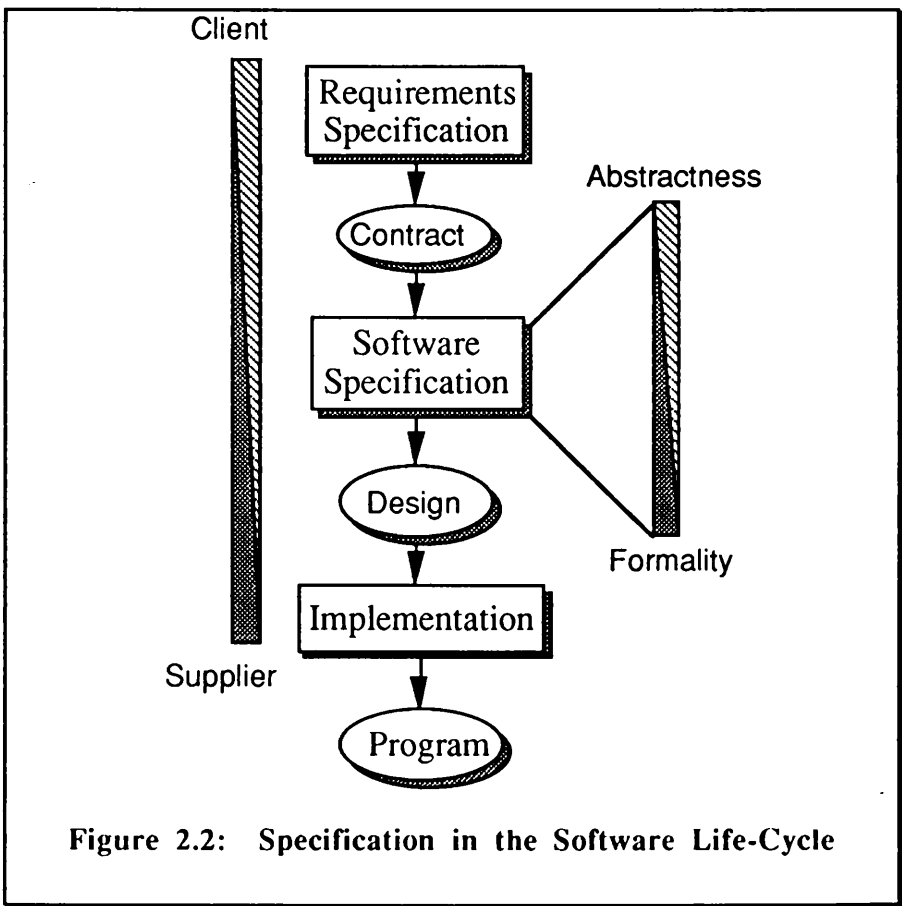 Client
Requirements
Specification
Abstractness
Contract
Software
Specification
Design
Formality
Implementation
Supplier
Program
Figure 2.2: Specification in the Software Life-Cycle